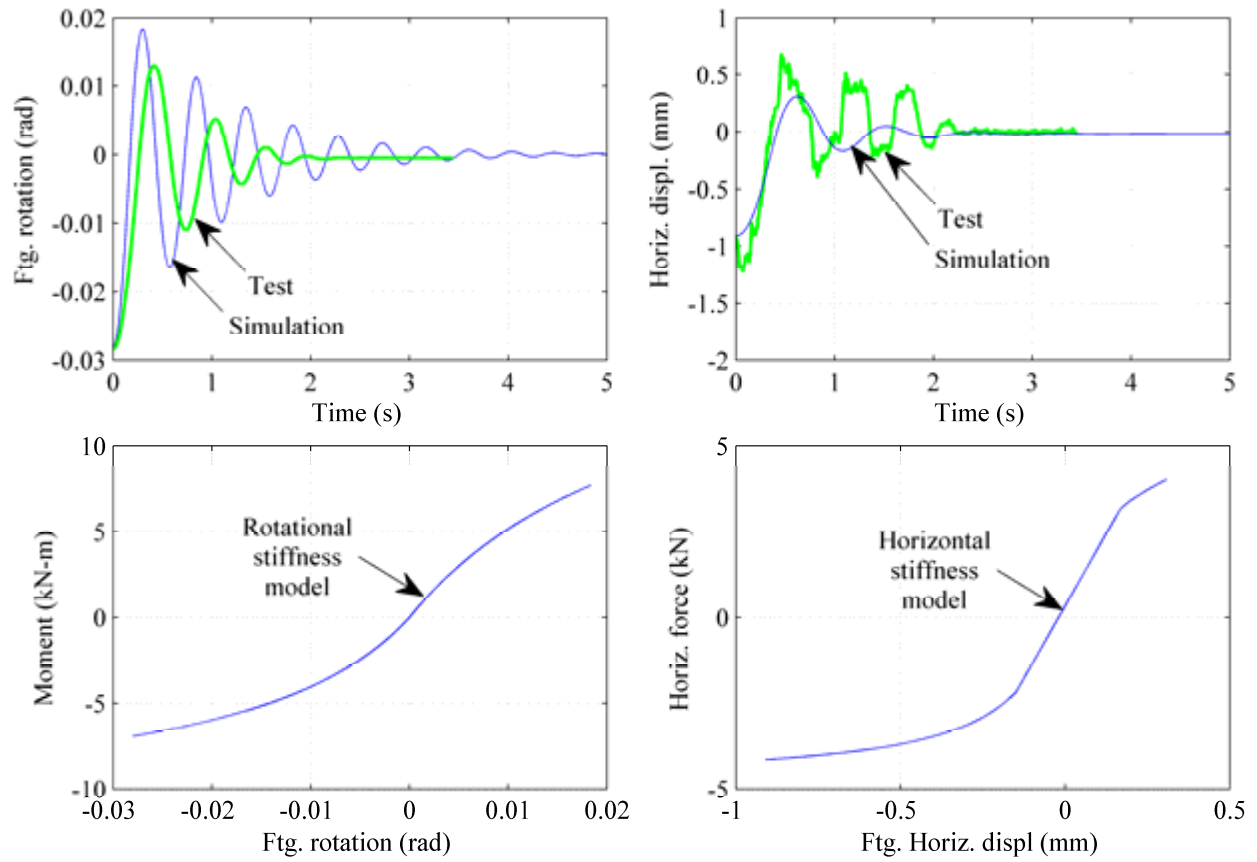 0.02
0.01
0
-0.01
-0.02
-0.03
Ftg. rotation (rad)
Test
Simulation
0 1 2 3 4 5
Time (s)
1
0.5
0
-0.5
-1
-1.5
-2
Horiz. displ. (mm)
Test
Simulation
0 1 2 3 4 5
Time (s)
10
5
0
-5
-10
Moment (kN-m)
Rotational
stiffness
model
-0.03 -0.02 -0.01 0 0.01 0.02
Ftg. rotation (rad)
5
0
-5
Horiz. force (kN)
Horizontal
stiffness
model
-1 -0.5 0 0.5
Ftg. Horiz. displ (mm)